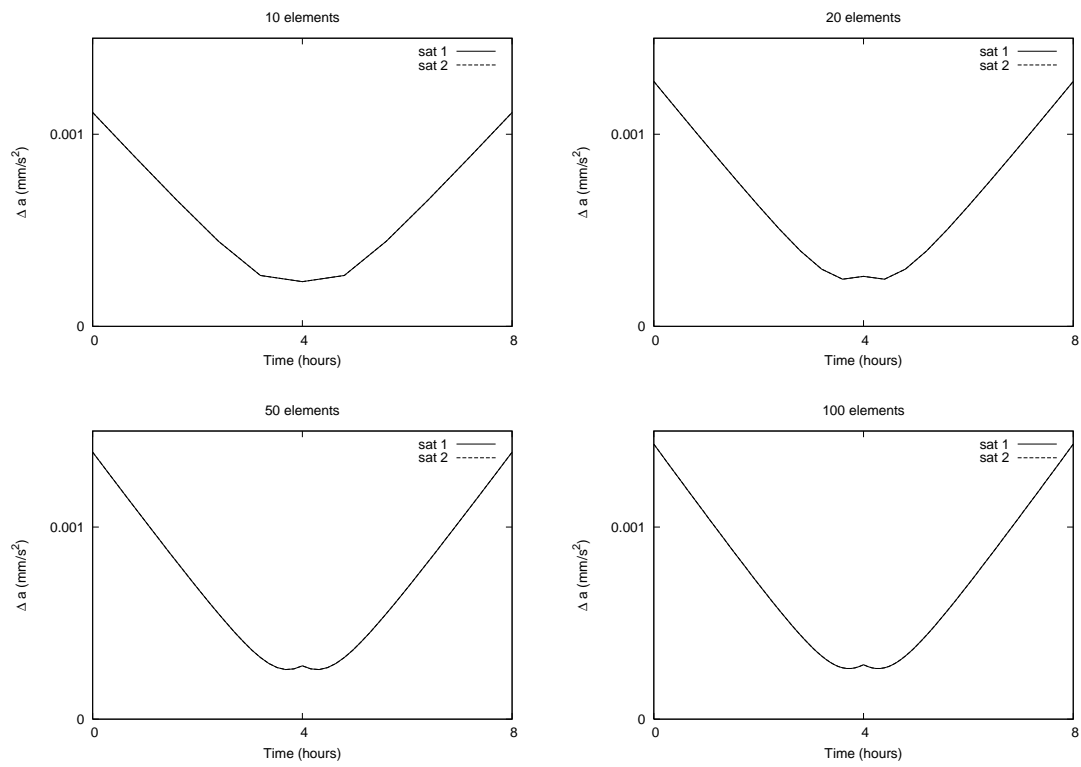 10 elements
sat 1
sat 2
0.001
0
Δ a (mm/s²)
0 4 8
Time (hours)
20 elements
sat 1
sat 2
0.001
0
Δ a (mm/s²)
0 4 8
Time (hours)
50 elements
sat 1
sat 2
0.001
0
Δ a (mm/s²)
0 4 8
Time (hours)
100 elements
sat 1
sat 2
0.001
0
Δ a (mm/s²)
0 4 8
Time (hours)